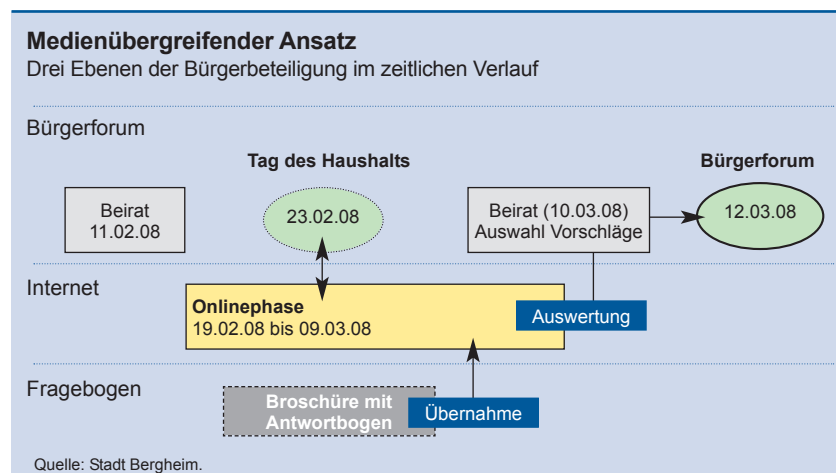 Medienübergreifender Ansatz
Drei Ebenen der Bürgerbeteiligung im zeitlichen Verlauf
Bürgerforum
Tag des Haushalts
Bürgerforum
Beirat
11.02.08
23.02.08
Beirat (10.03.08)
Auswahl Vorschläge
12.03.08
Internet
Onlinephase
19.02.08 bis 09.03.08
Auswertung
Fragebogen
Broschüre mit
Antwortbogen
Übernahme
Quelle: Stadt Bergheim.